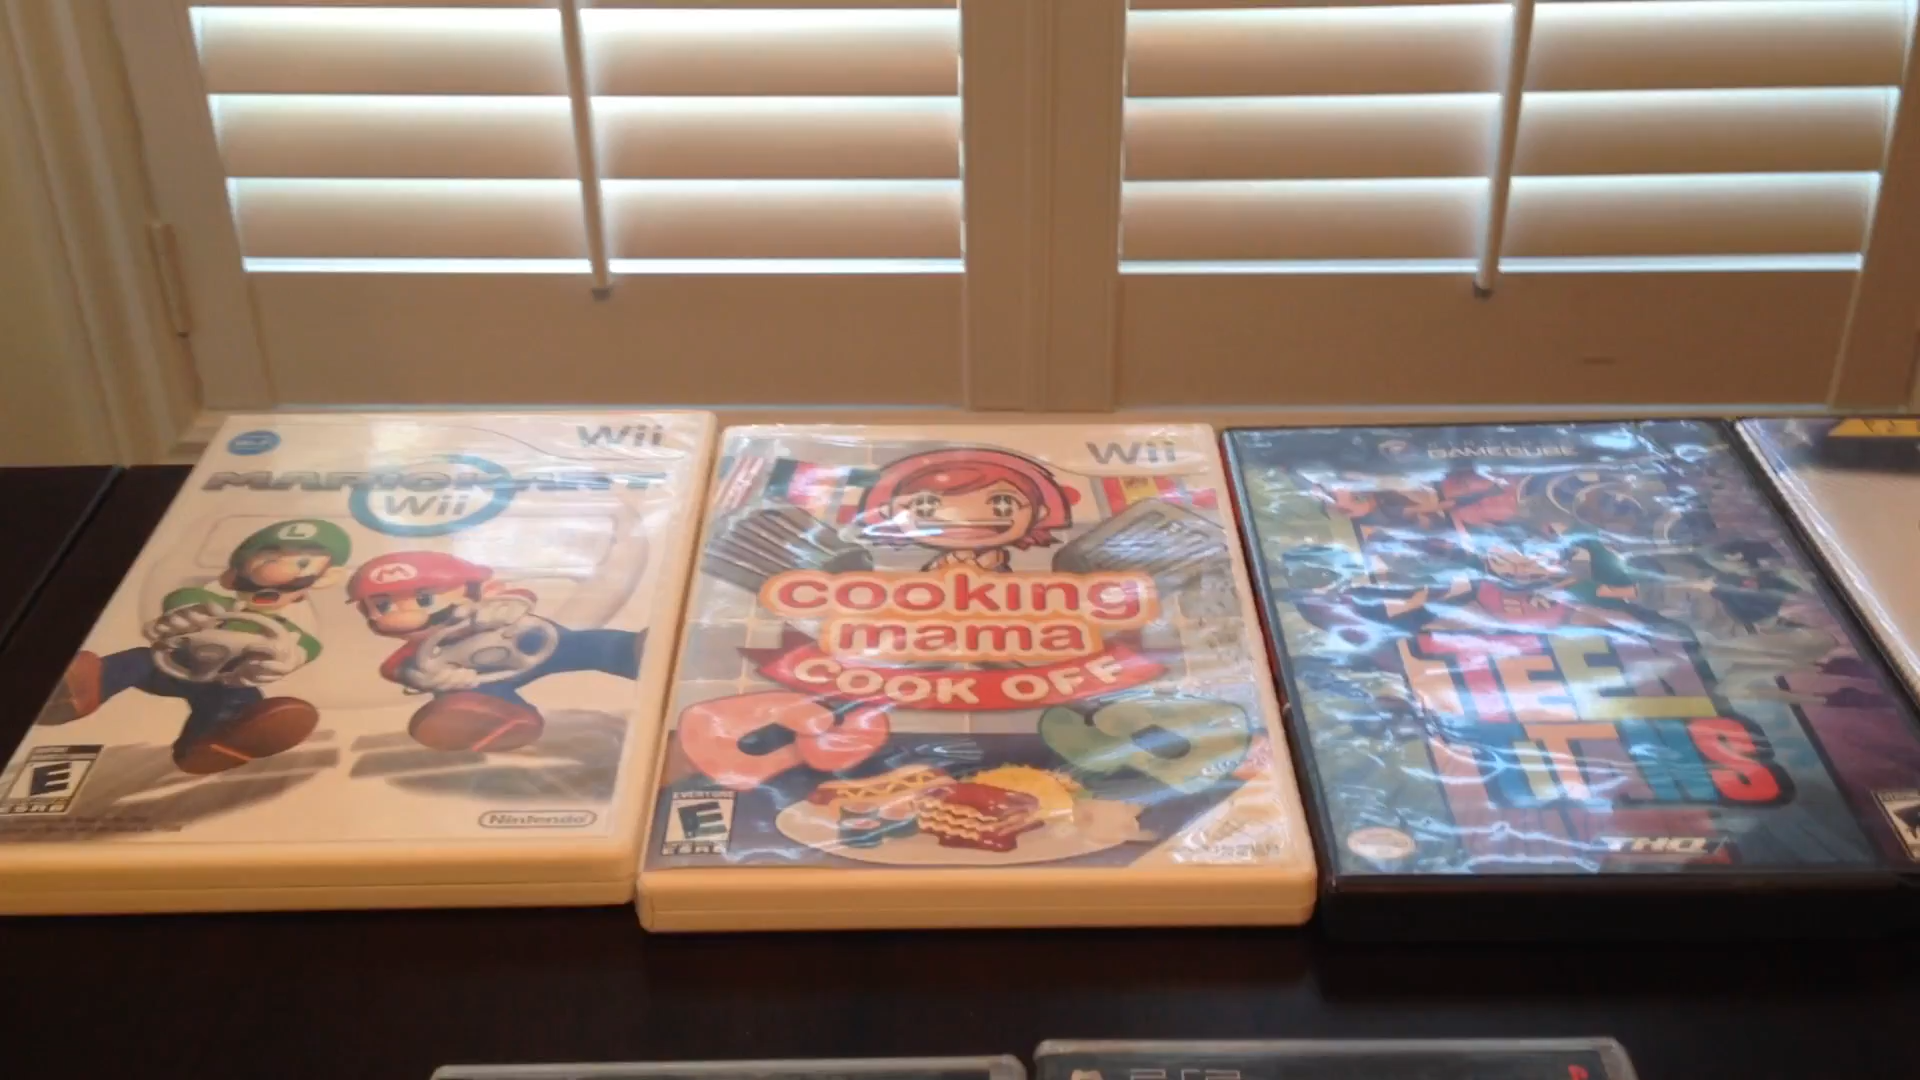 Wii
MARIOKART
Wii
L
M
E
ESRB
Nintendo
Wii
cooking
mama
COOK OFF
EVERYONE
E
ESRB
GAMECUBE
TEEN
TITANS
THQ